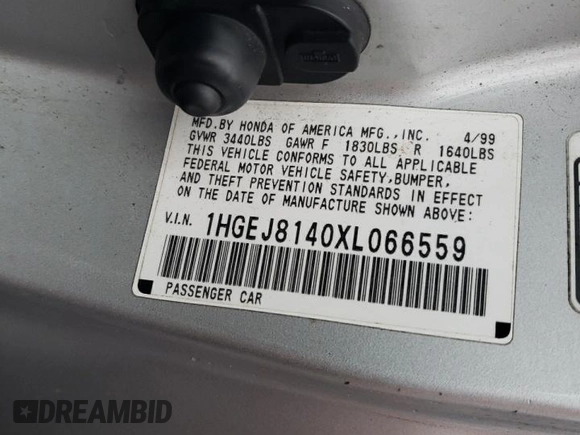 MFD. BY HONDA OF AMERICA MFG., INC. 4/99
GVWR 3440LBS GAWR F 1830LBS R 1640LBS
THIS VEHICLE CONFORMS TO ALL APPLICABLE
FEDERAL MOTOR VEHICLE SAFETY, BUMPER,
AND THEFT PREVENTION STANDARDS IN EFFECT
ON THE DATE OF MANUFACTURE SHOWN ABOVE:
V.I.N. 1HGEJ8140XL066559
PASSENGER CAR
DREAMBID